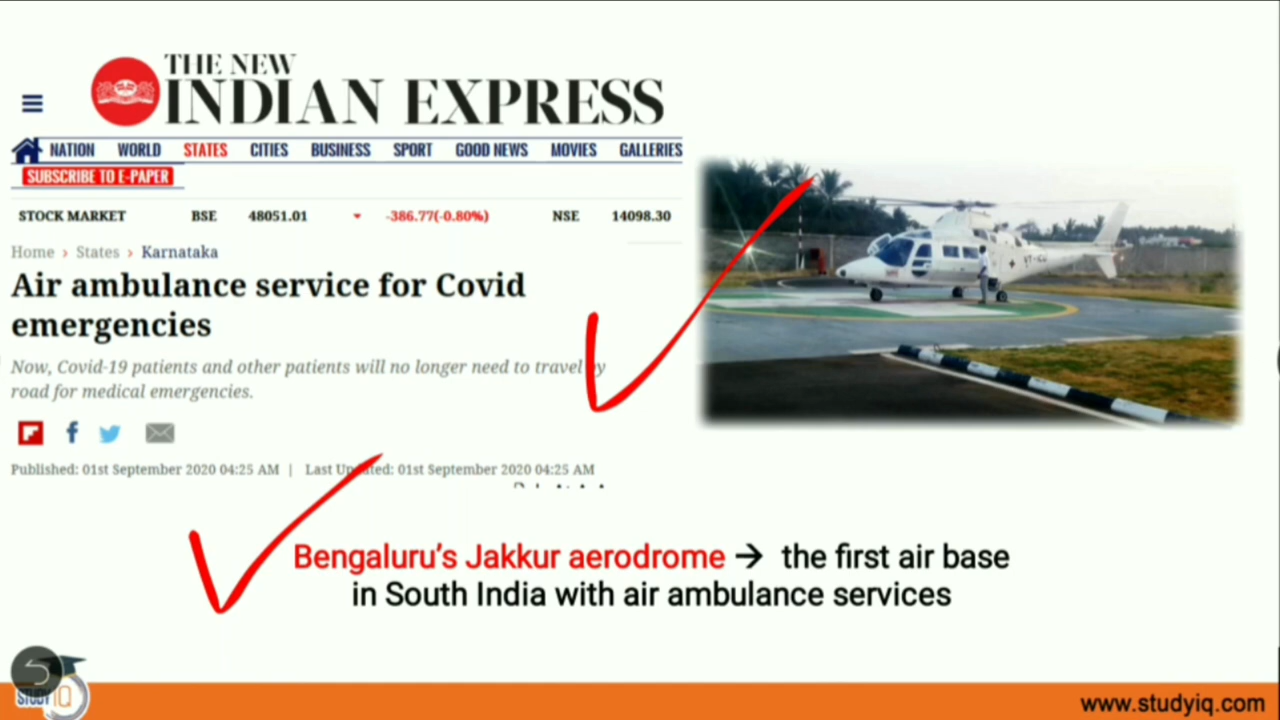 THE NEW
INDIAN EXPRESS
NATION WORLD STATES CITIES BUSINESS SPORT GOOD NEWS MOVIES GALLERIES
SUBSCRIBE TO E-PAPER
STOCK MARKET BSE 48051.01 -386.77(-0.80%) NSE 14098.30
Home > States > Karnataka
Air ambulance service for Covid
emergencies
Now, Covid-19 patients and other patients will no longer need to travel by
road for medical emergencies.
Published: 01st September 2020 04:25 AM | Last Updated: 01st September 2020 04:25 AM
Bengaluru's Jakkur aerodrome → the first air base
in South India with air ambulance services
STUDY IQ
www.studyiq.com